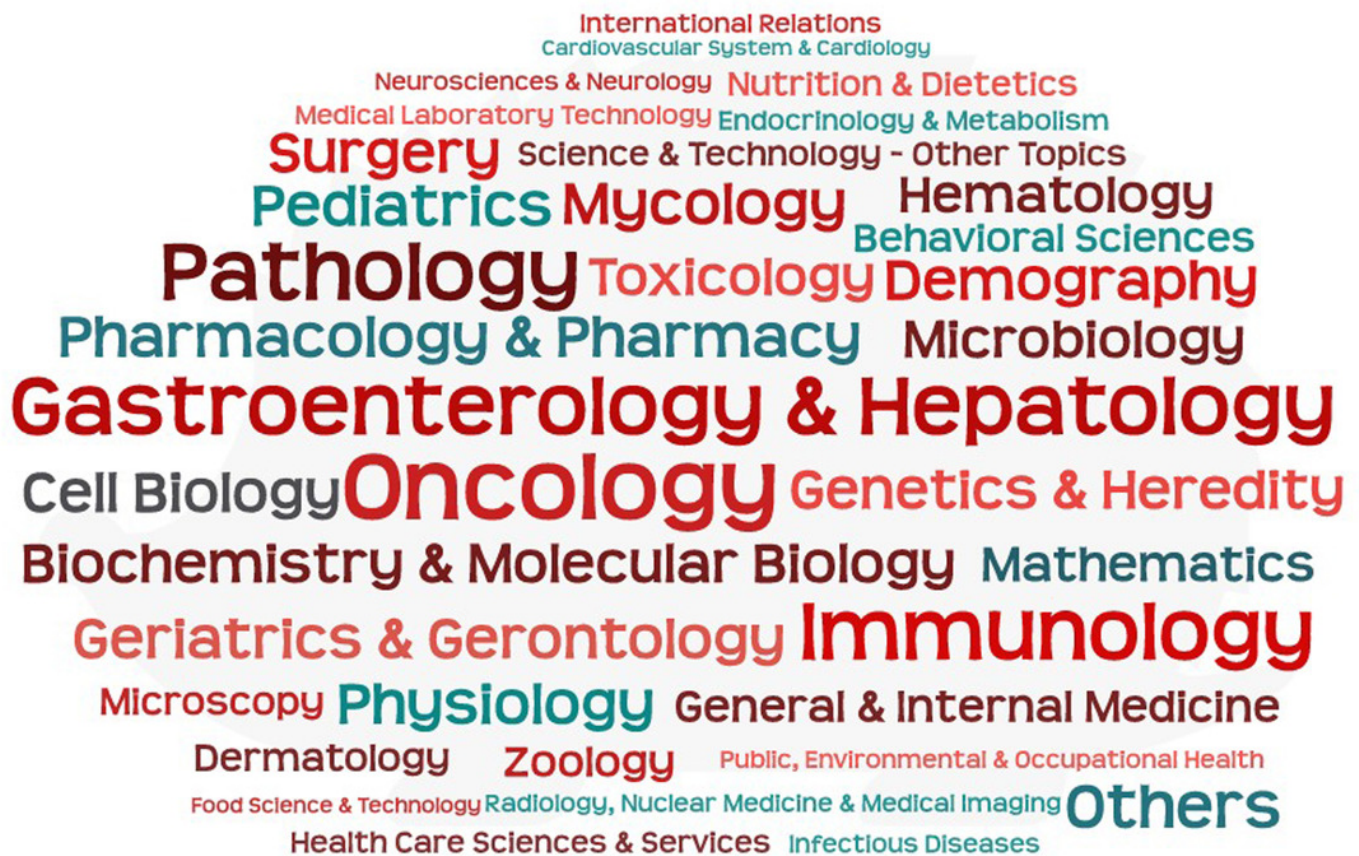 International Relations
Cardiovascular System & Cardiology
Neurosciences & Neurology Nutrition & Dietetics
Medical Laboratory Technology Endocrinology & Metabolism
Surgery Science & Technology - Other Topics
Pediatrics Mycology Hematology
Behavioral Sciences
Pathology Toxicology Demography
Pharmacology & Pharmacy Microbiology
Gastroenterology & Hepatology
Cell Biology Oncology Genetics & Heredity
Biochemistry & Molecular Biology Mathematics
Geriatrics & Gerontology Immunology
Microscopy Physiology General & Internal Medicine
Dermatology Zoology Public, Environmental & Occupational Health
Food Science & Technology Radiology, Nuclear Medicine & Medical Imaging Others
Health Care Sciences & Services Infectious Diseases